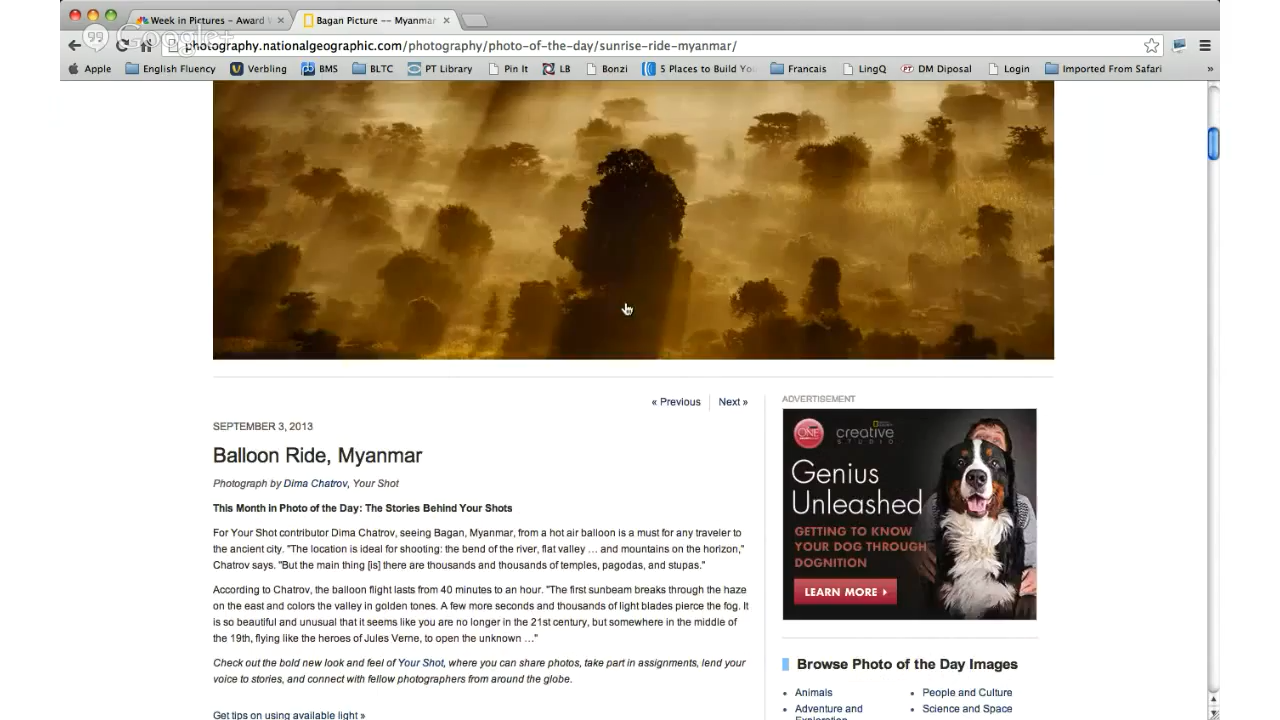 Week in Pictures - Award W
Bagan Picture -- Myanmar
Google+
photography.nationalgeographic.com/photography/photo-of-the-day/sunrise-ride-myanmar/
Apple English Fluency Verbling BMS BLTC PT Library Pin It LB Bonzi 5 Places to Build Yo Francais LingQ DM Diposal Login Imported From Safari »
« Previous Next »
SEPTEMBER 3, 2013
Balloon Ride, Myanmar
Photograph by Dima Chatrov, Your Shot
This Month in Photo of the Day: The Stories Behind Your Shots
For Your Shot contributor Dima Chatrov, seeing Bagan, Myanmar, from a hot air balloon is a must for any traveler to
the ancient city. "The location is ideal for shooting: the bend of the river, flat valley ... and mountains on the horizon,"
Chatrov says. "But the main thing [is] there are thousands and thousands of temples, pagodas, and stupas."
According to Chatrov, the balloon flight lasts from 40 minutes to an hour. "The first sunbeam breaks through the haze
on the east and colors the valley in golden tones. A few more seconds and thousands of light blades pierce the fog. It
is so beautiful and unusual that it seems like you are no longer in the 21st century, but somewhere in the middle of
the 19th, flying like the heroes of Jules Verne, to open the unknown ..."
Check out the bold new look and feel of Your Shot, where you can share photos, take part in assignments, lend your
voice to stories, and connect with fellow photographers from around the globe.
Get tips on using available light »
ADVERTISEMENT
ONE
creative
STUDIO
Genius
Unleashed
GETTING TO KNOW
YOUR DOG THROUGH
DOGNITION
LEARN MORE
Browse Photo of the Day Images
Animals
Adventure and
Exploration
People and Culture
Science and Space